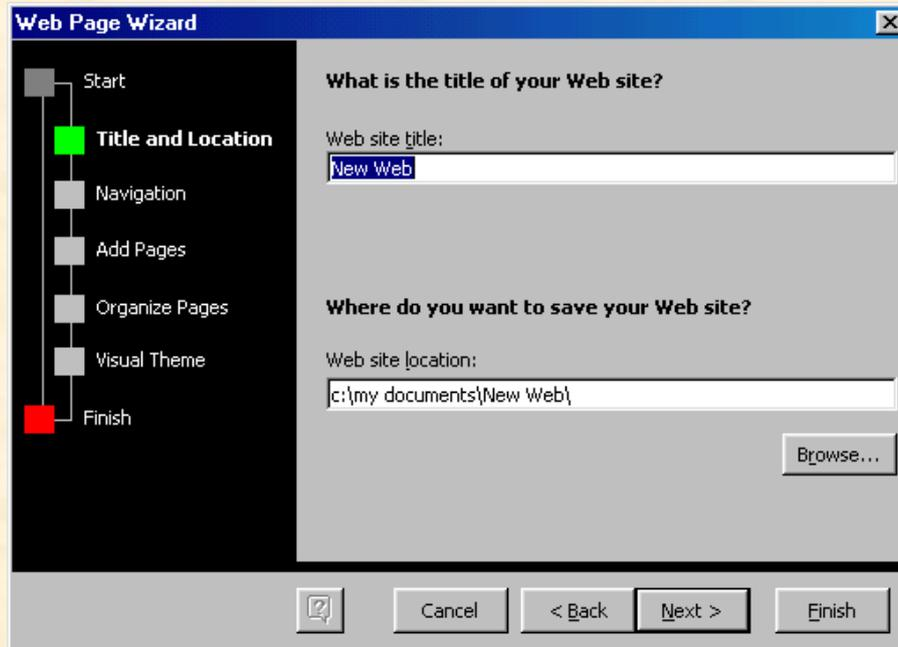 Web Page Wizard
Start
Title and Location
Navigation
Add Pages
Organize Pages
Visual Theme
Finish
What is the title of your Web site?
Web site title:
New Web
Where do you want to save your Web site?
Web site location:
c:\my documents\New Web\
Browse...
Cancel
< Back
Next >
Finish